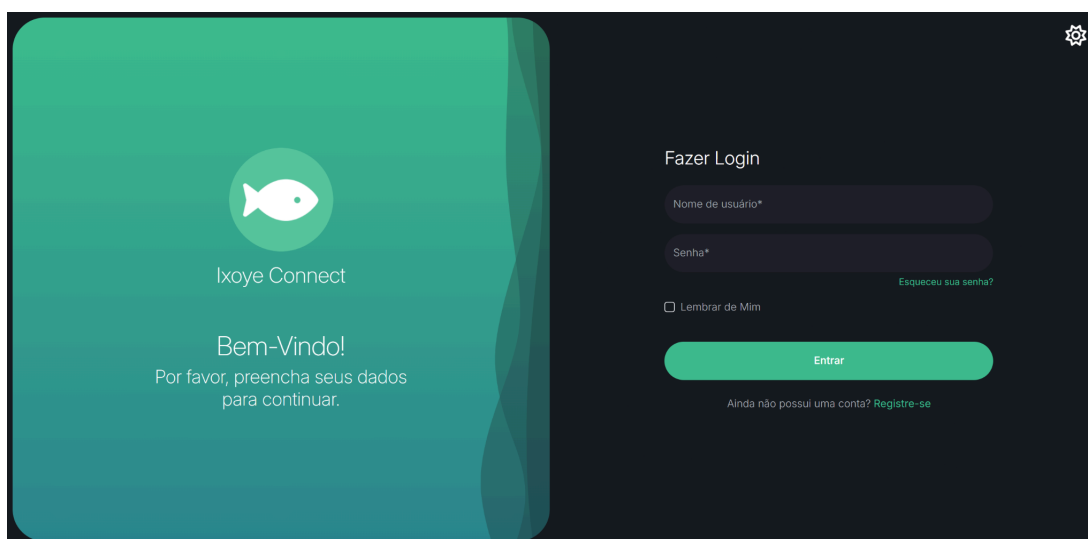 Ixoye Connect
Bem-Vindo!
Por favor, preencha seus dados
para continuar.
Fazer Login
Nome de usuário*
Senha*
Esqueceu sua senha?
Lembrar de Mim
Entrar
Ainda não possui uma conta? Registre-se